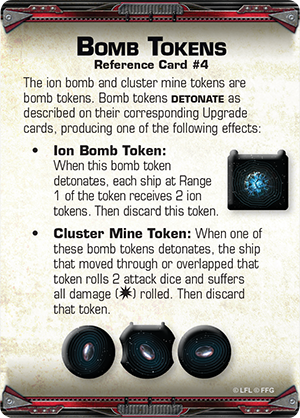 BOMB TOKENS
Reference Card #4
The ion bomb and cluster mine tokens are
bomb tokens. Bomb tokens DETONATE as
described on their corresponding Upgrade
cards, producing one of the following effects:
• Ion Bomb Token:
When this bomb token
detonates, each ship at Range
1 of the token receives 2 ion
tokens. Then discard this token.
• Cluster Mine Token: When one of
these bomb tokens detonates, the ship
that moved through or overlapped that
token rolls 2 attack dice and suffers
all damage (✹) rolled. Then discard
that token.
© LFL © FFG